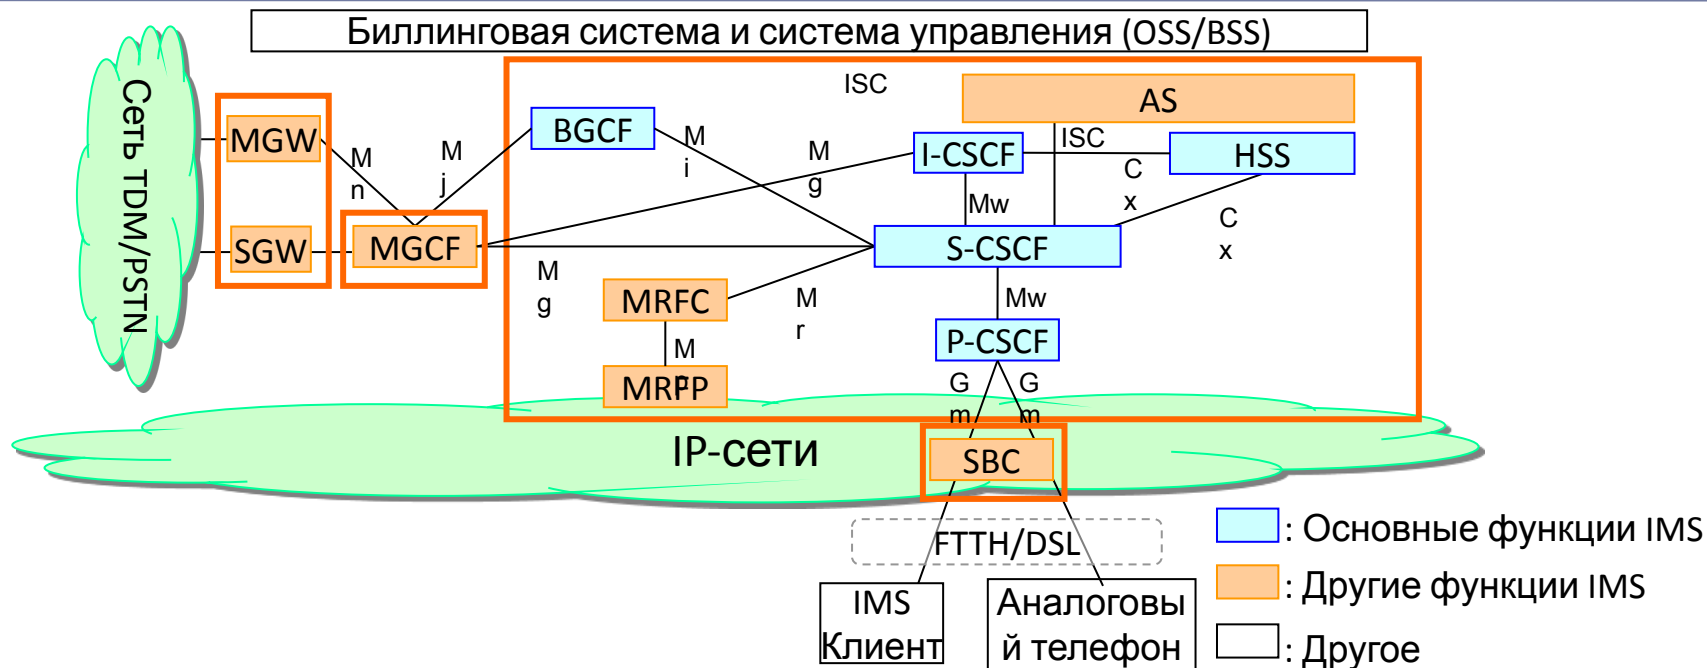 Биллинговая система и система управления (OSS/BSS)
Сеть TDM/PSTN
ISC
AS
MGW
BGCF
I-CSCF
ISC
HSS
M
n
M
j
M
i
M
g
C
x
Mw
C
x
SGW
MGCF
S-CSCF
M
g
MRFC
M
r
Mw
P-CSCF
M
MRFP
G
m
G
m
IP-сети
SBC
FTTH/DSL
IMS
Клиент
Аналоговы
й телефон
: Основные функции IMS
: Другие функции IMS
: Другое